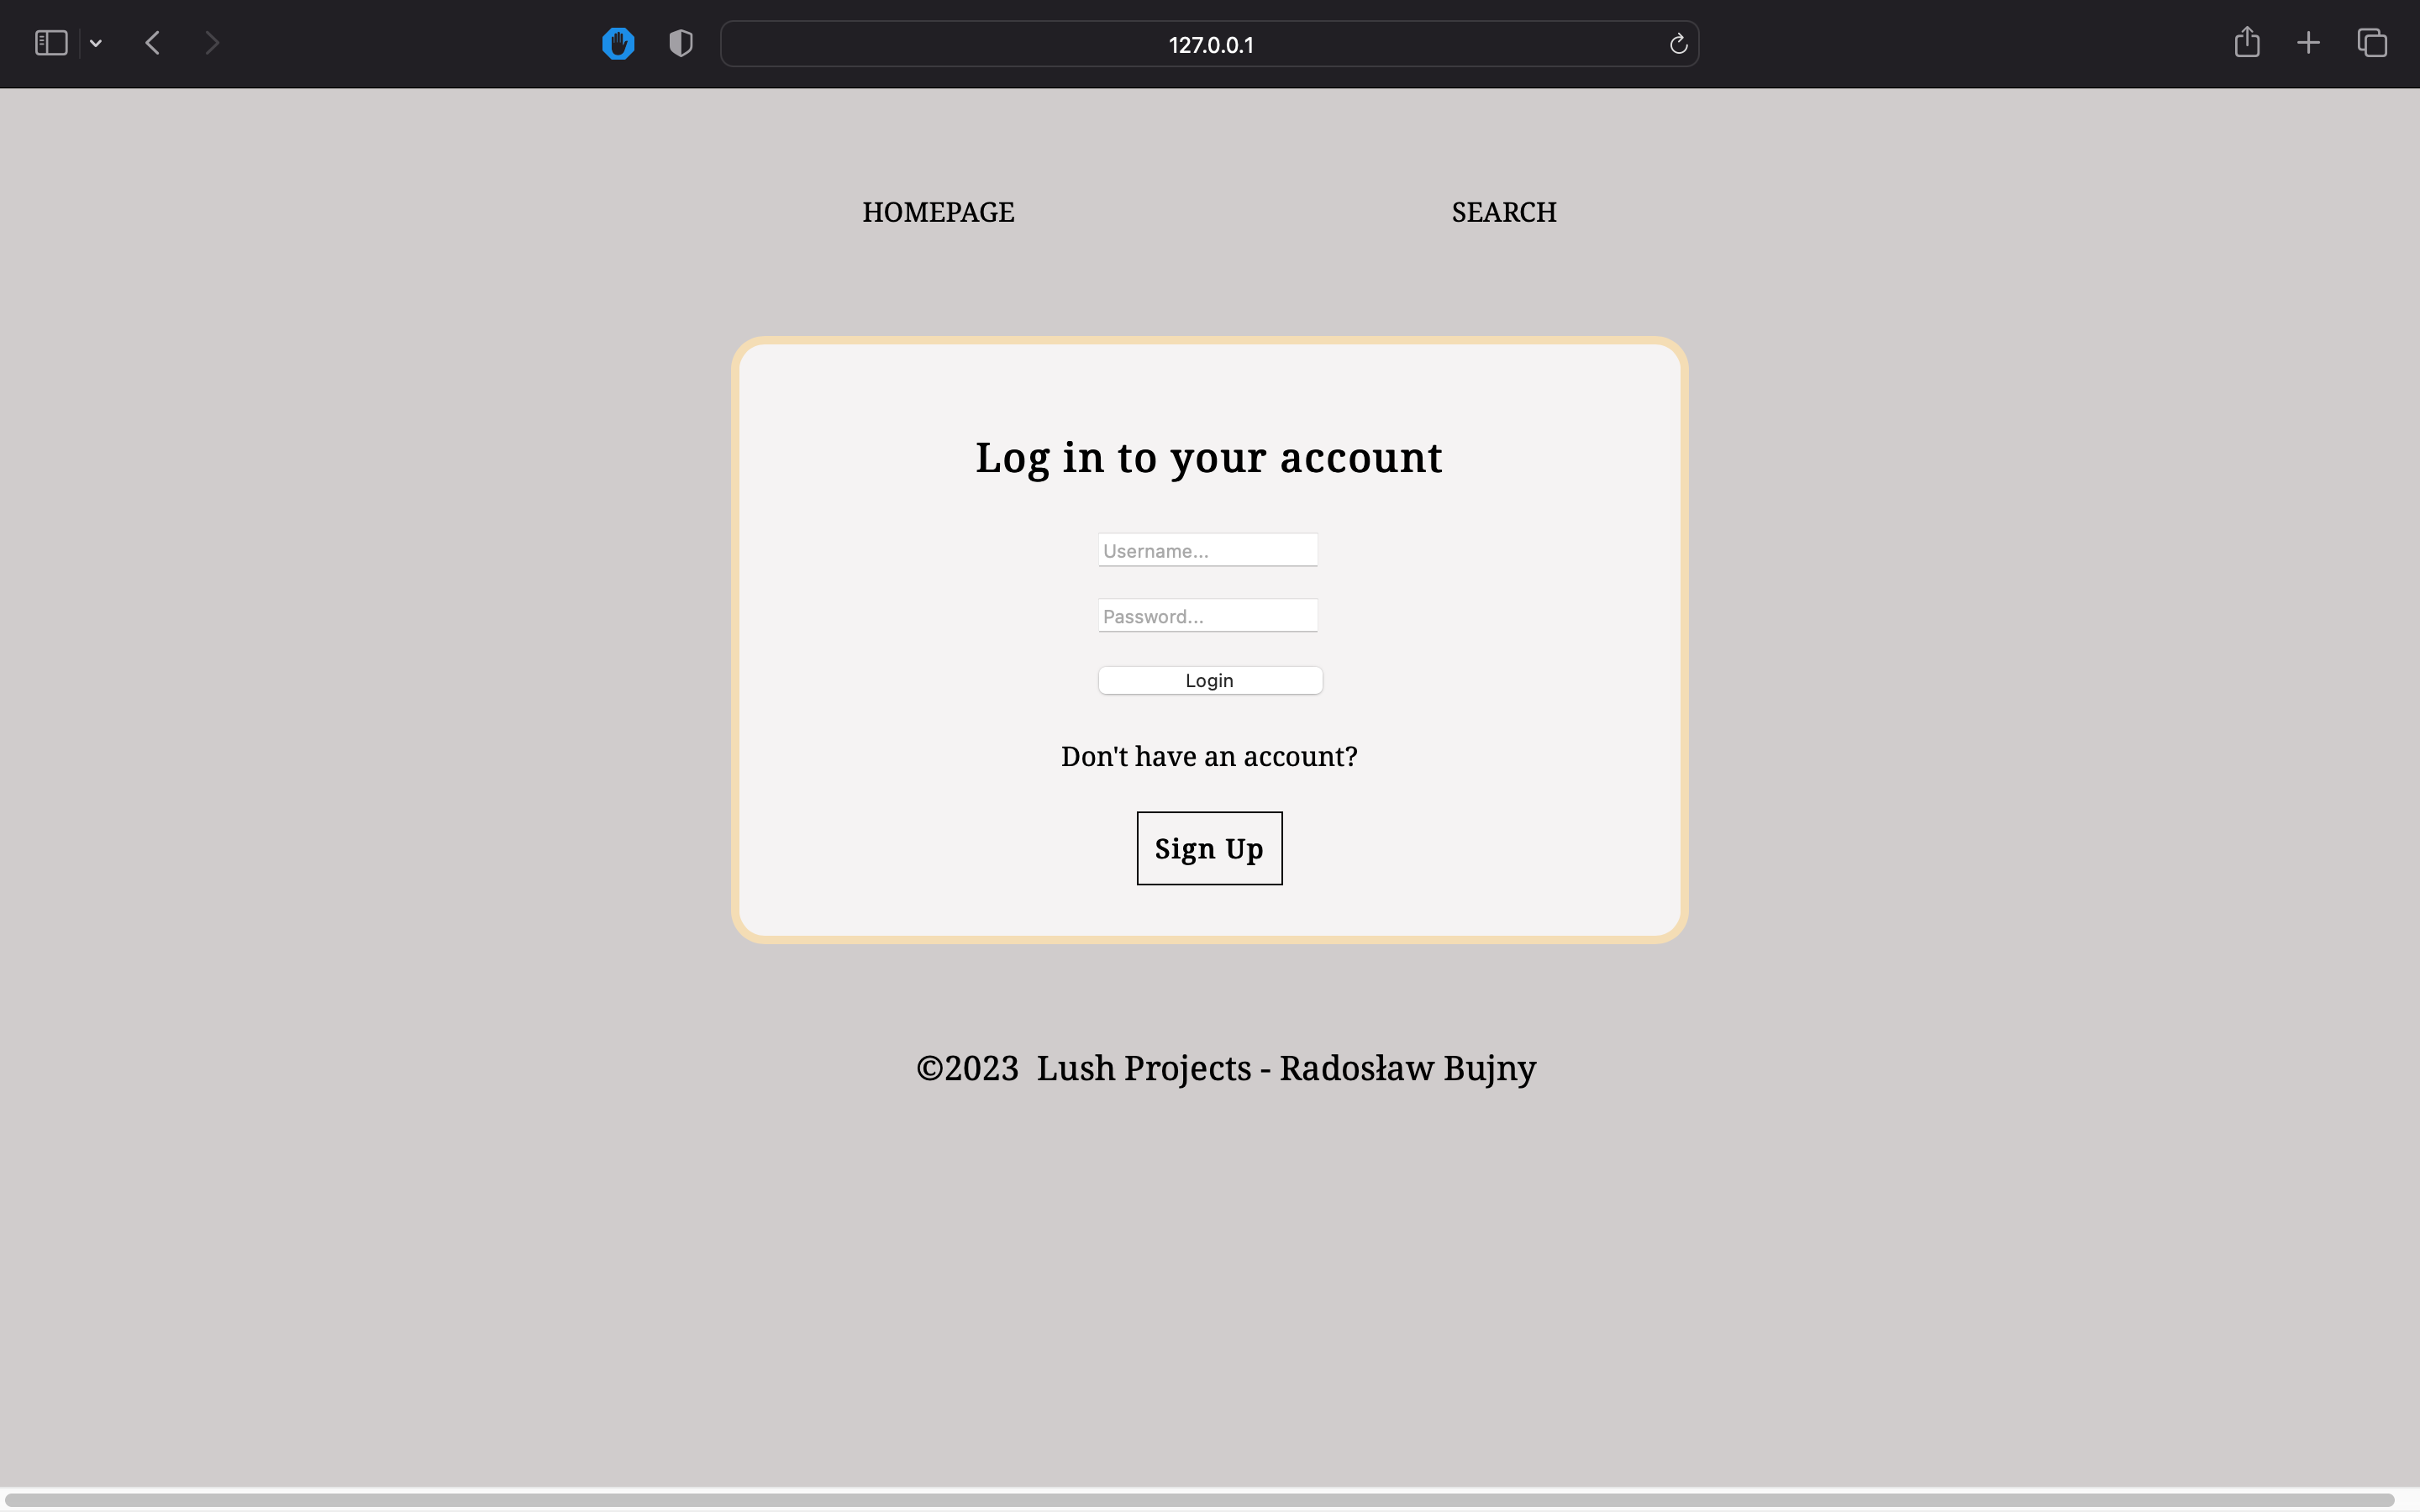 127.0.0.1
HOMEPAGE SEARCH
Log in to your account
Username...
Password...
Login
Don't have an account?
Sign Up
©2023 Lush Projects - Radosław Bujny